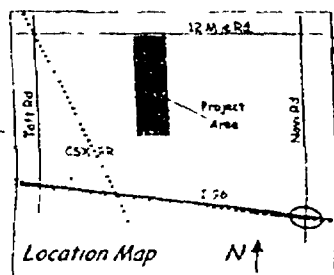 12 Mile Rd
Taft Rd
Project
Area
Novi Rd
CSX RR
I 96
Location Map
N